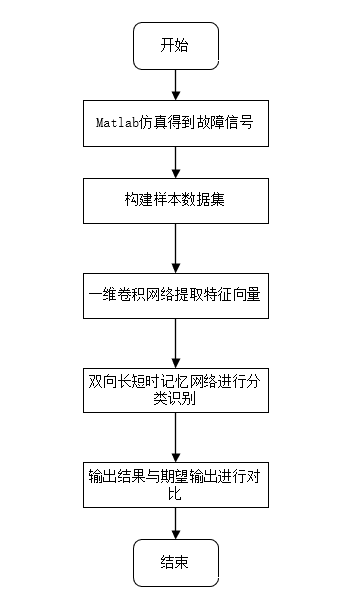 开始
Matlab仿真得到故障信号
构建样本数据集
一维卷积网络提取特征向量
双向长短时记忆网络进行分
类识别
输出结果与期望输出进行对
比
结束